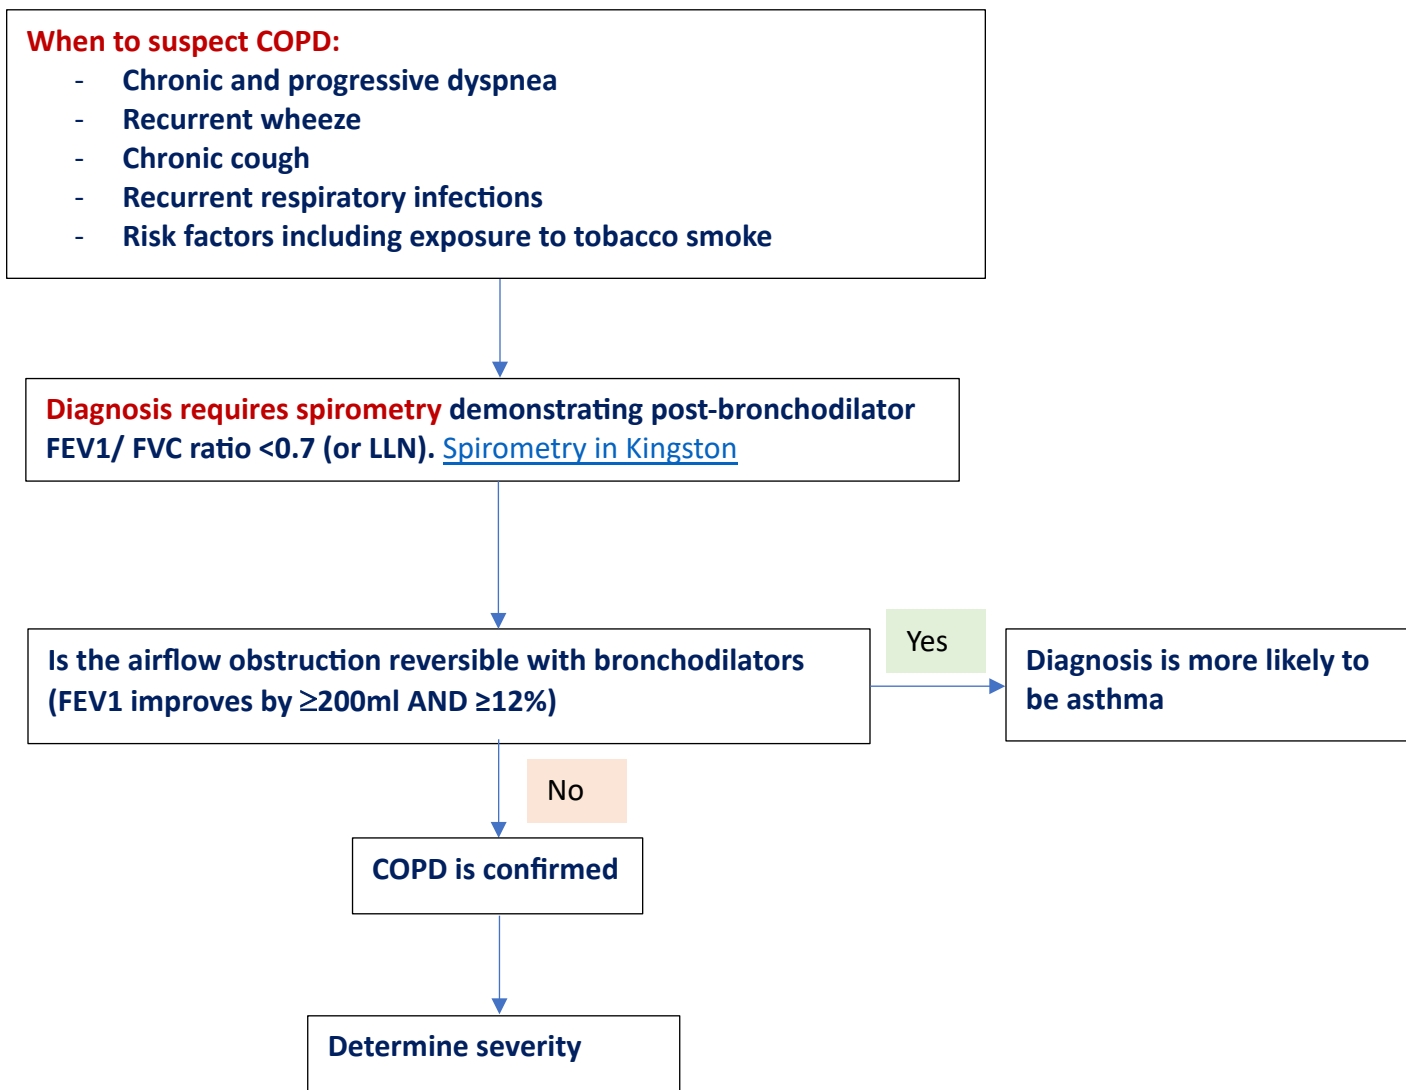 When to suspect COPD:
- Chronic and progressive dyspnea
- Recurrent wheeze
- Chronic cough
- Recurrent respiratory infections
- Risk factors including exposure to tobacco smoke
Diagnosis requires spirometry demonstrating post-bronchodilator
FEV1/ FVC ratio <0.7 (or LLN). Spirometry in Kingston
Is the airflow obstruction reversible with bronchodilators
(FEV1 improves by ≥200ml AND ≥12%)
Yes
Diagnosis is more likely to
be asthma
No
COPD is confirmed
Determine severity